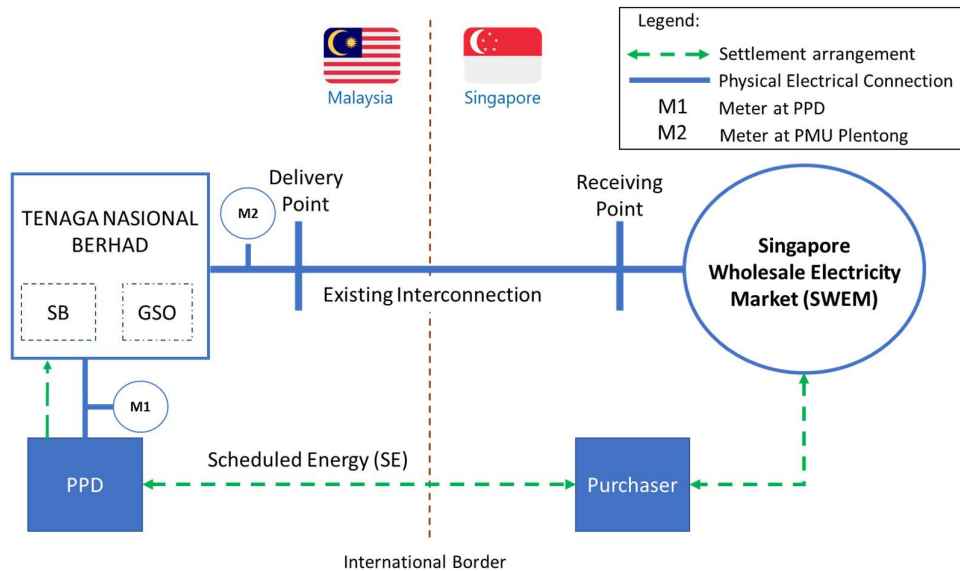 Legend:
Settlement arrangement
Physical Electrical Connection
M1 Meter at PPD
M2 Meter at PMU Plentong
Malaysia
Singapore
Delivery
Point
Receiving
Point
M2
TENAGA NASIONAL
BERHAD
SB
GSO
Existing Interconnection
Singapore
Wholesale Electricity
Market (SWEM)
M1
Scheduled Energy (SE)
PPD
Purchaser
International Border